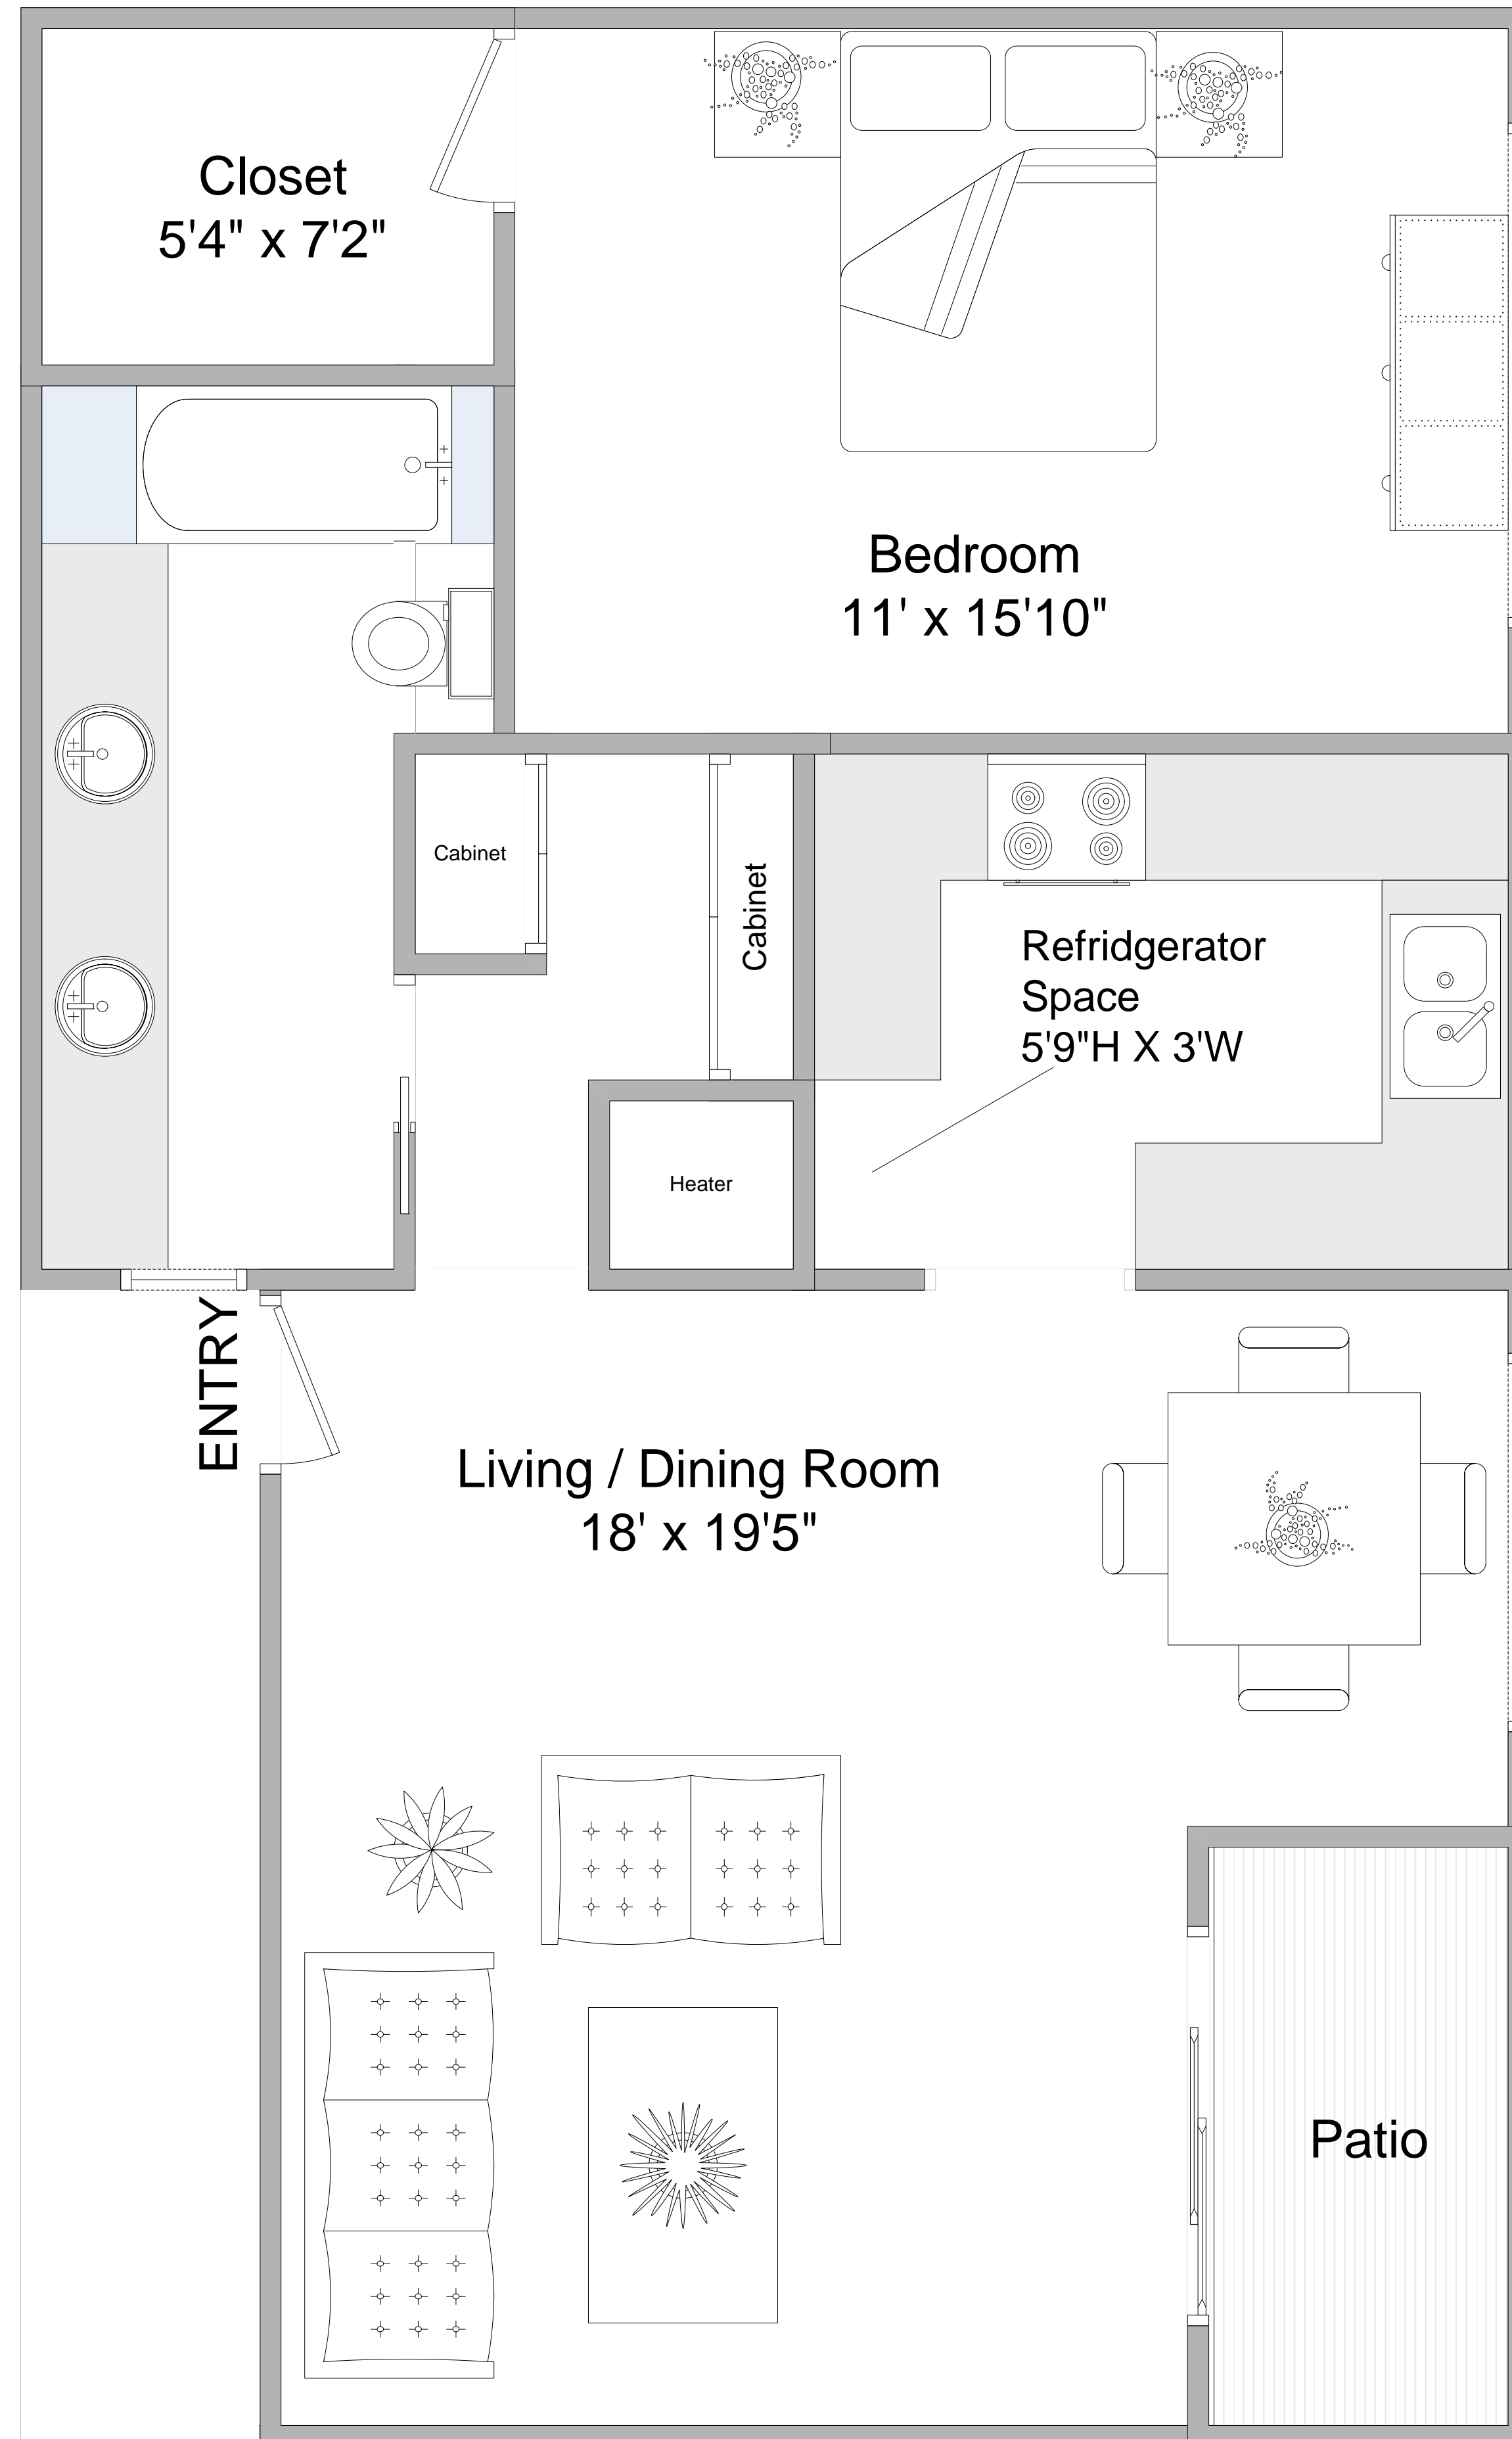 Closet
5'4" x 7'2"
Bedroom
11' x 15'10"
Cabinet
Cabinet
Refridgerator
Space
5'9"H X 3'W
Heater
ENTRY
Living / Dining Room
18' x 19'5"
Patio